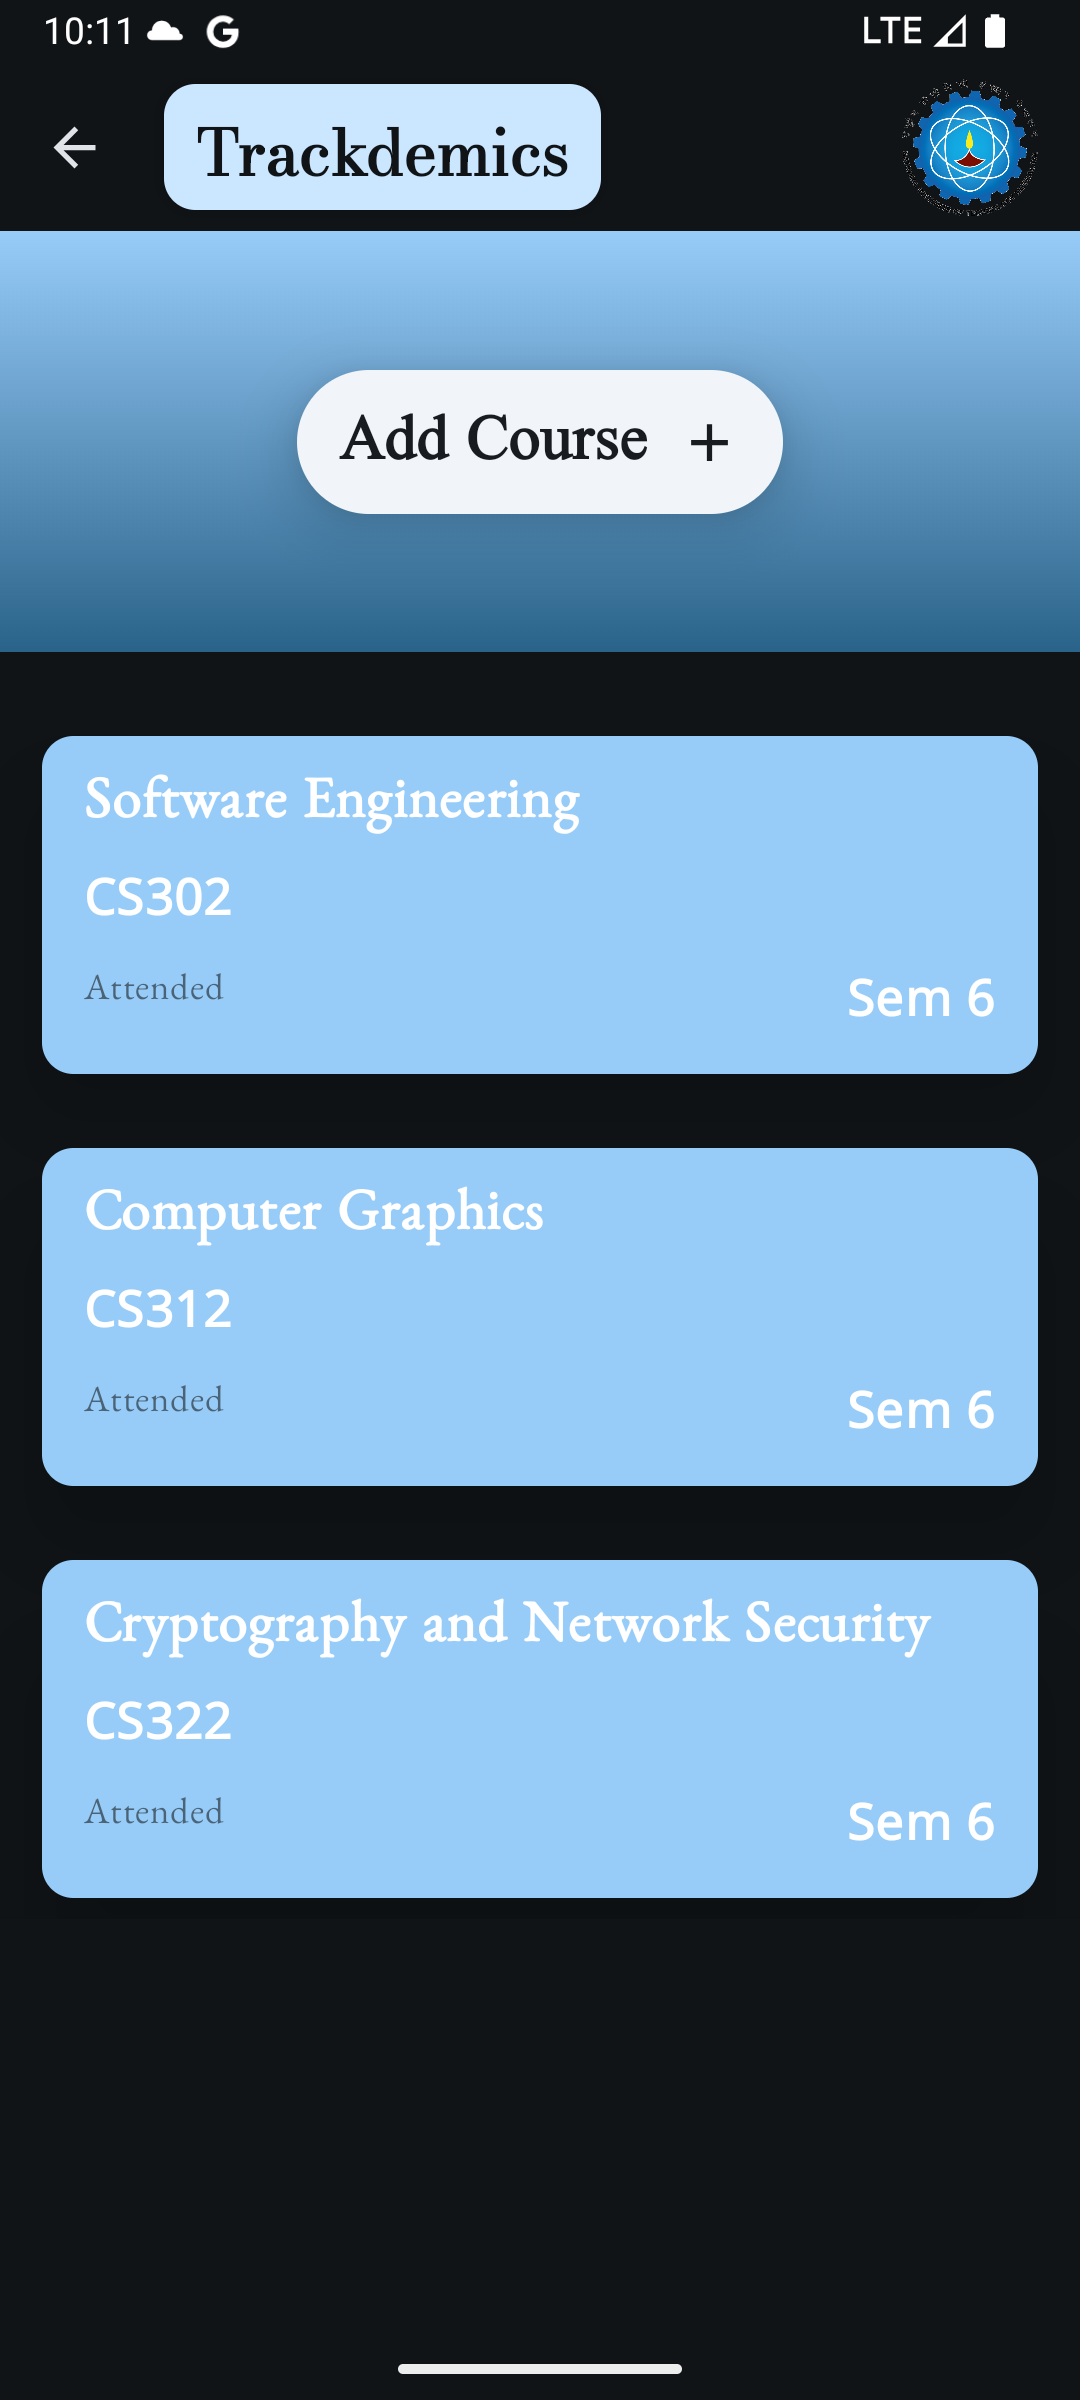 10:11
LTE
Trackdemics
Add Course +
Software Engineering
CS302
Attended
Sem 6
Computer Graphics
CS312
Attended
Sem 6
Cryptography and Network Security
CS322
Attended
Sem 6